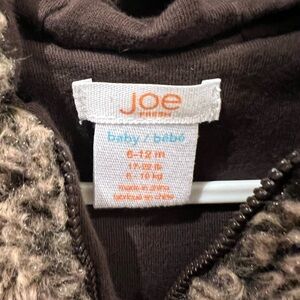 Joe
FRESH
baby / bébé
6-12 m
17-22 lb
8 - 10 kg
made in china
fabriqué en chine